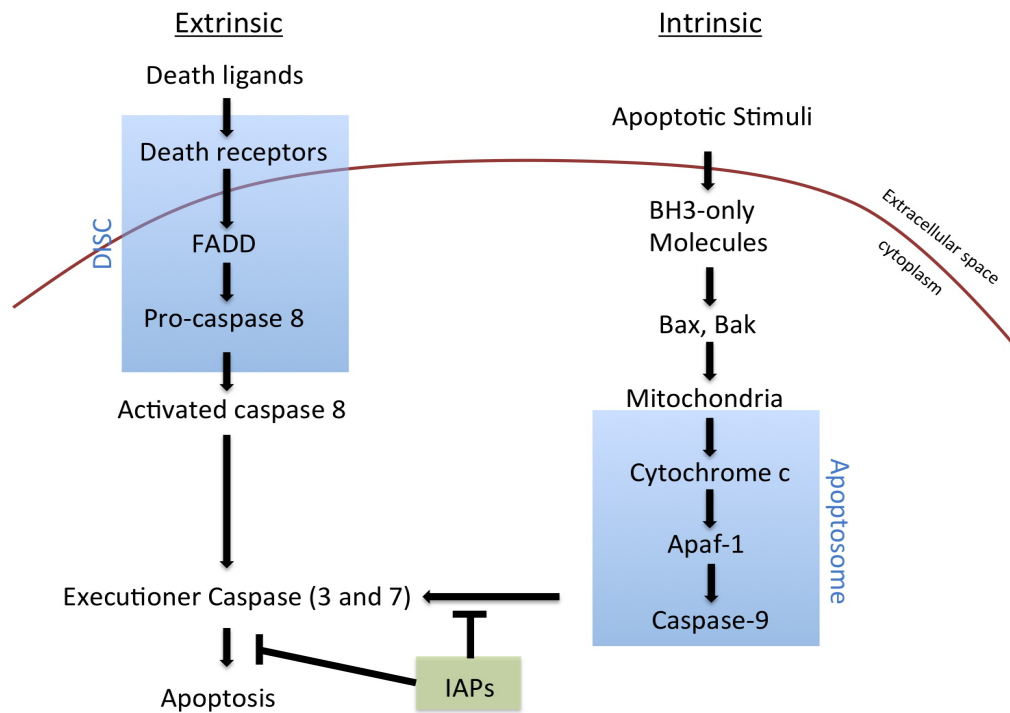 Extrinsic
Death ligands
Death receptors
FADD
Pro-caspase 8
DISC
Activated caspase 8
Executioner Caspase (3 and 7)
Apoptosis
IAPs
Intrinsic
Apoptotic Stimuli
BH3-only
Molecules
Bax, Bak
Mitochondria
Cytochrome c
Apaf-1
Caspase-9
Apoptosome
Extracellular space
cytoplasm